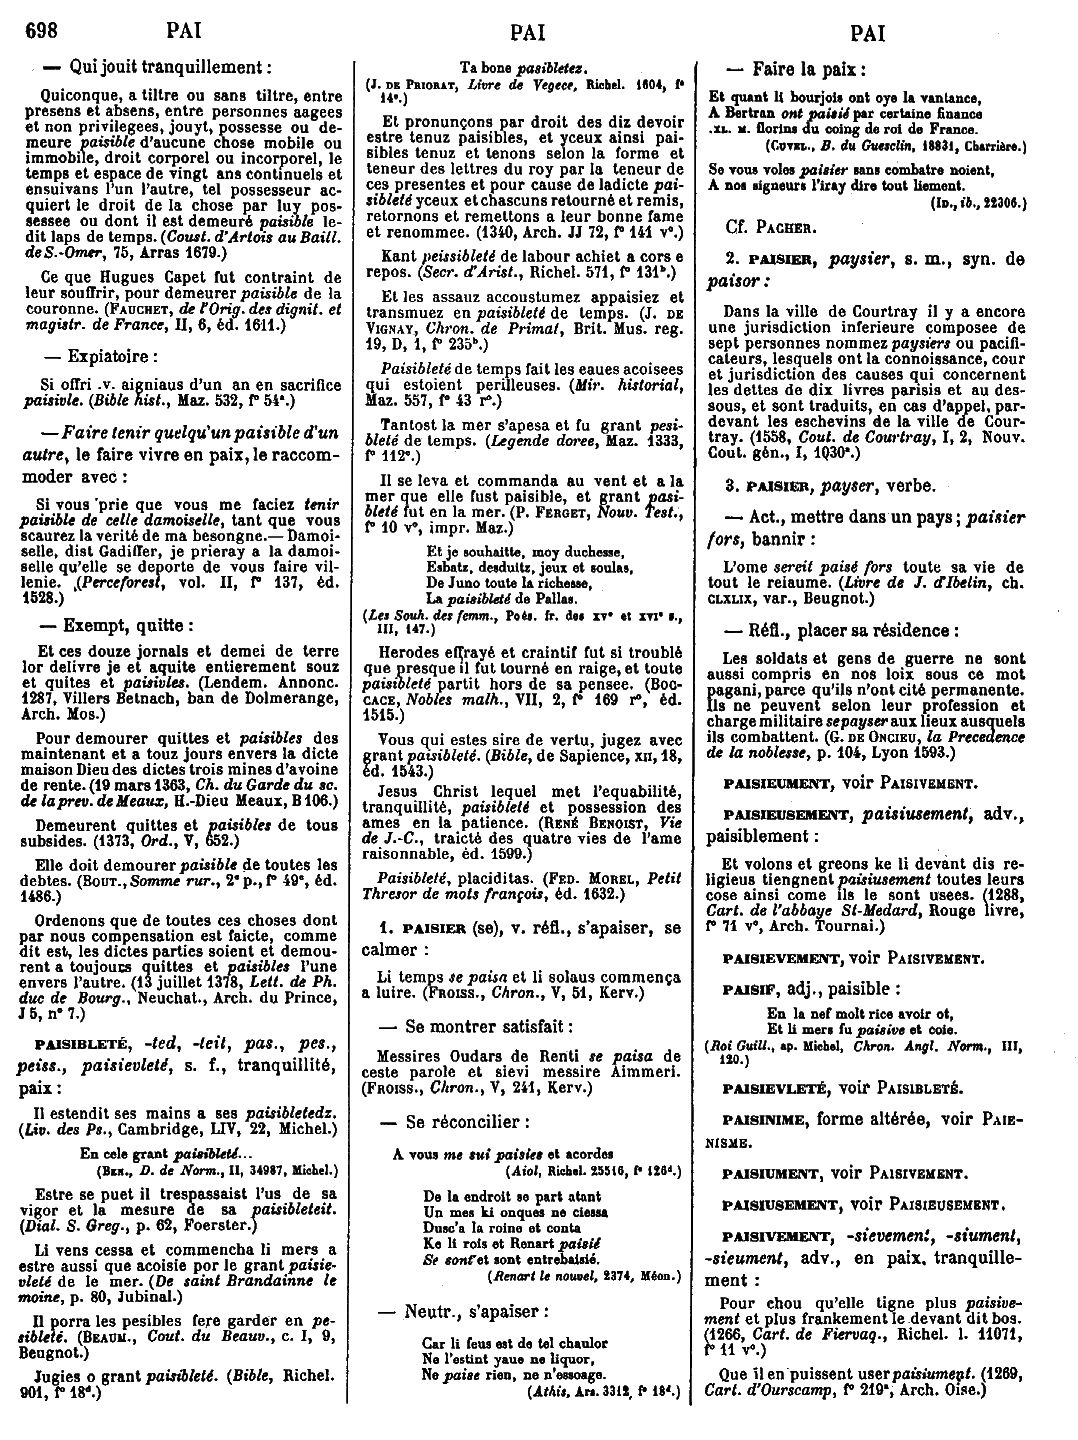 698 PAI PAI PAI
— Qui jouit tranquillement :
Quiconque, a tiltre ou sans tiltre, entre
presens et absens, entre personnes aagees
et non privilegees, jouyt, possesse ou de-
meure paisible d'aucune chose mobile ou
immobile, droit corporel ou incorporel, le
temps et espace de vingt ans continuels et
ensuivans l'un l'autre, tel possesseur ac-
quiert le droit de la chose par luy pos-
sessee ou dont il est demeuré paisible le-
dit laps de temps. (Coust. d'Artois au Baill.
de S.-Omer, 75, Arras 1679.)
Ce que Hugues Capet fut contraint de
leur souffrir, pour demeurer paisible de la
couronne. (FAUCHET, de l'Orig. des dignit. et
magistr. de France, II, 6, éd. 1611.)
— Expiatoire :
Si offri .v. aigniaus d'un an en sacrifice
paisivle. (Bible hist., Maz. 532, f° 54ª.)
— Faire tenir quelqu'un paisible d'un
autre, le faire vivre en paix, le raccom-
moder avec :
Si vous prie que vous me faciez tenir
paisible de celle damoiselle, tant que vous
scaurez la verité de ma besongne. — Damoi-
selle, dist Gadiffer, je prieray a la damoi-
selle qu'elle se deporte de vous faire vil-
lenie. (Perceforest, vol. II, f° 137, éd.
1528.)
— Exempt, quitte :
Et ces douze jornals et demei de terre
lor delivre je et aquite entierement souz
et quites et paisivles. (Lendem. Annonc.
1287, Villers Betnach, ban de Dolmerange,
Arch. Mos.)
Pour demourer quittes et paisibles des
maintenant et a touz jours envers la dicte
maison Dieu des dictes trois mines d'avoine
de rente. (19 mars 1363, Ch. du Garde du sc.
de la prev. de Meaux, H.-Dieu Meaux, B 106.)
Demeurent quittes et paisibles de tous
subsides. (1373, Ord., V, 652.)
Elle doit demourer paisible de toutes les
debtes. (BOUT., Somme rur., 2ᵉ p., f° 49ᵉ, éd.
1486.)
Ordenons que de toutes ces choses dont
par nous compensation est faicte, comme
dit est, les dictes parties soient et demou-
rent a toujours quittes et paisibles l'une
envers l'autre. (13 juillet 1378, Lett. de Ph.
duc de Bourg., Neuchat., Arch. du Prince,
J 5, n° 7.)
PAISIBLETÉ, -ted, -teit, pas., pes.,
peiss., paisievleté, s. f., tranquillité,
paix :
Il estendit ses mains a ses paisibletedz.
(Liv. des Ps., Cambridge, LIV, 22, Michel.)
En cele grant paisibleté...
(BEN., D. de Norm., II, 34987, Michel.)
Estre se puet il trespassaist l'us de sa
vigor et la mesure de sa paisibleteit.
(Dial. S. Greg., p. 62, Foerster.)
Li vens cessa et commencha li mers a
estre aussi que acoisie por le grant paisie-
vleté de le mer. (De saint Brandainne le
moine, p. 80, Jubinal.)
Il porra les pesibles fere garder en pe-
sibleté. (BEAUM., Cout. du Beauv., c. I, 9,
Beugnot.)
Jugies o grant paisibleté. (Bible, Richel.
901, f° 18ᵈ.)
Ta bone pasibletez.
(J. DE PRIORAT, Livre de Vegece, Richel. 1604, f°
14ᵉ.)
Et pronunçons par droit des diz devoir
estre tenuz paisibles, et yceux ainsi pai-
sibles tenuz et tenons selon la forme et
teneur des lettres du roy par la teneur de
ces presentes et pour cause de ladicte pai-
sibleté yceux et chascuns retourné et remis,
retornons et remettons a leur bonne fame
et renommee. (1340, Arch. JJ 72, f° 141 v°.)
Kant peissibleté de labour achiet a cors e
repos. (Secr. d'Arist., Richel. 571, f° 131ᵇ.)
Et les assauz accoustumez appaisiez et
transmuez en paisibleté de temps. (J. DE
VIGNAY, Chron. de Primat, Brit. Mus. reg.
19, D, 1, f° 235ᵇ.)
Paisibleté de temps fait les eaues acoisees
qui estoient perilleuses. (Mir. historial,
Maz. 557, f° 43 r°.)
Tantost la mer s'apesa et fu grant pesi-
bleté de temps. (Legende doree, Maz. 1333,
f° 112ᵉ.)
Il se leva et commanda au vent et a la
mer que elle fust paisible, et grant pasi-
bleté fut en la mer. (P. FERGET, Nouv. Test.,
f° 10 v°, impr. Maz.)
Et je souhaitte, moy duchesse,
Esbatz, desduitz, jeux et soulas,
De Juno toute la richesse,
La paisibleté de Pallas.
(Les Souh. des femm., Poés. fr. des XVᵉ et XVIᵉ s.,
III, 147.)
Herodes effrayé et craintif fut si troublé
que presque il fut tourné en raige, et toute
paisibleté partit hors de sa pensee. (BOC-
CACE, Nobles malh., VII, 2, f° 169 r°, éd.
1515.)
Vous qui estes sire de vertu, jugez avec
grant paisibleté. (Bible, de Sapience, XII, 18,
éd. 1543.)
Jesus Christ lequel met l'equabilité,
tranquillité, paisibleté et possession des
ames en la patience. (RENÉ BENOIST, Vie
de J.-C., traicté des quatre vies de l'ame
raisonnable, éd. 1599.)
Paisibleté, placiditas. (FED. MOREL, Petit
Thresor de mots françois, éd. 1632.)
1. PAISIER (se), v. réfl., s'apaiser, se
calmer :
Li temps se paisa et li solaus commença
a luire. (FROISS., Chron., V, 51, Kerv.)
— Se montrer satisfait :
Messires Oudars de Renti se paisa de
ceste parole et sievi messire Aimmeri.
(FROISS., Chron., V, 241, Kerv.)
— Se réconcilier :
A vous me sui paisies et acordes
(Aiol, Richel. 25516, f° 126ᵈ.)
De la endroit se part atant
Un mes ki onques ne ciessa
Dusc'a la roine et conta
Ke li rois et Renart paisié
Se sont et sont entrebaisié.
(Renart le nouvel, 2374, Méon.)
— Neutr., s'apaiser :
Car li feus est de tel chaulor
Ne l'estint yaue ne liquor,
Ne paise rien, ne n'essoage.
(Athis, Ars. 3312, f° 18ᵈ.)
— Faire la paix :
Et quant li bourjois ont oye la vantance,
A Bertran ont paisié par certaine finance
.XL. M. florins du coing de roi de France.
(CUVEL., B. du Guesclin, 18831, Charrière.)
Se vous voles paisier sans combatre noient,
A nos signeurs l'iray dire tout liement.
(ID., ib., 22306.)
Cf. PACHER.
2. PAISIER, paysier, s. m., syn. de
paisor :
Dans la ville de Courtray il y a encore
une jurisdiction inferieure composee de
sept personnes nommez paysiers ou pacifi-
cateurs, lesquels ont la connoissance, cour
et jurisdiction des causes qui concernent
les dettes de dix livres parisis et au des-
sous, et sont traduits, en cas d'appel, par-
devant les eschevins de la ville de Cour-
tray. (1558, Cout. de Courtray, I, 2, Nouv.
Cout. gén., I, 1030ª.)
3. PAISIER, payser, verbe.
— Act., mettre dans un pays ; paisier
fors, bannir :
L'ome sereit paisé fors toute sa vie de
tout le reiaume. (Livre de J. d'Ibelin, ch.
CLXLIX, var., Beugnot.)
— Réfl., placer sa résidence :
Les soldats et gens de guerre ne sont
aussi compris en nos loix sous ce mot
pagani, parce qu'ils n'ont cité permanente.
Ils ne peuvent selon leur profession et
charge militaire se payser aux lieux ausquels
ils combattent. (G. DE ONCIEU, la Precedence
de la noblesse, p. 104, Lyon 1593.)
PAISIEUMENT, voir PAISIVEMENT.
PAISIEUSEMENT, paisiusement, adv.,
paisiblement :
Et volons et greons ke li devant dis re-
ligieus tiengnent paisiusement toutes leurs
cose ainsi come ils le sont usees. (1288,
Cart. de l'abbaye St-Medard, Rouge livre,
f° 71 v°, Arch. Tournai.)
PAISIEVEMENT, voir PAISIVEMENT.
PAISIF, adj., paisible :
En la nef molt rice avoir ot,
Et li mers fu paisive et coie.
(Roi Guill., ap. Michel, Chron. Angl. Norm., III,
120.)
PAISIEVLETÉ, voir PAISIBLETÉ.
PAISINIME, forme altérée, voir PAIE-
NISME.
PAISIUMENT, voir PAISIVEMENT.
PAISIUSEMENT, voir PAISIEUSEMENT.
PAISIVEMENT, -sievement, -siument,
-sieument, adv., en paix, tranquille-
ment :
Pour chou qu'elle tigne plus paisive-
ment et plus frankement le devant dit bos.
(1266, Cart. de Fiervaq., Richel. l. 11071,
f° 11 v°.)
Que il en puissent user paisiument. (1269,
Cart. d'Ourscamp, f° 219ª, Arch. Oise.)